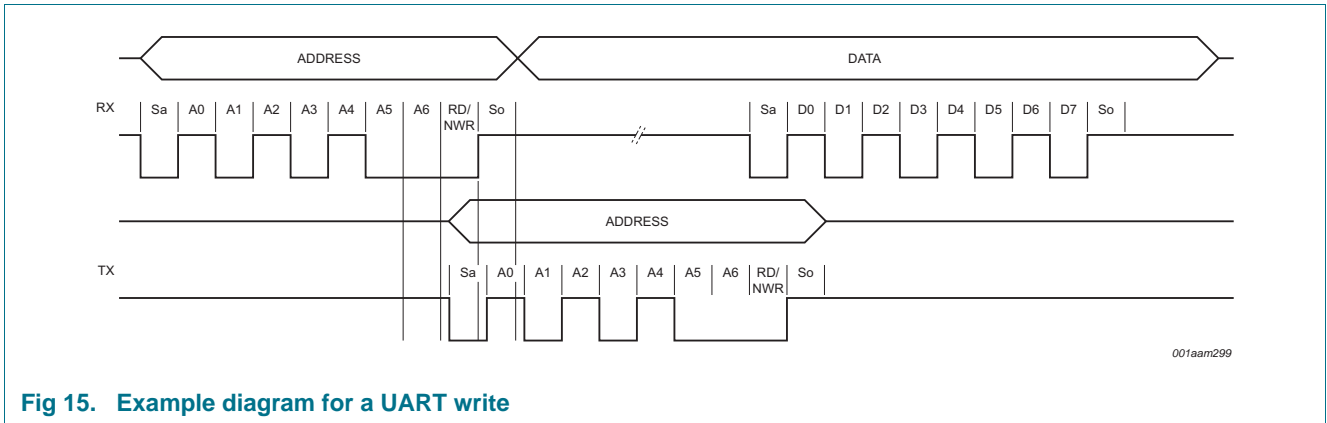 ADDRESS DATA
RX Sa A0 A1 A2 A3 A4 A5 A6 RD/ So Sa D0 D1 D2 D3 D4 D5 D6 D7 So
NWR
ADDRESS
TX Sa A0 A1 A2 A3 A4 A5 A6 RD/ So
NWR
001aam299
Fig 15. Example diagram for a UART write